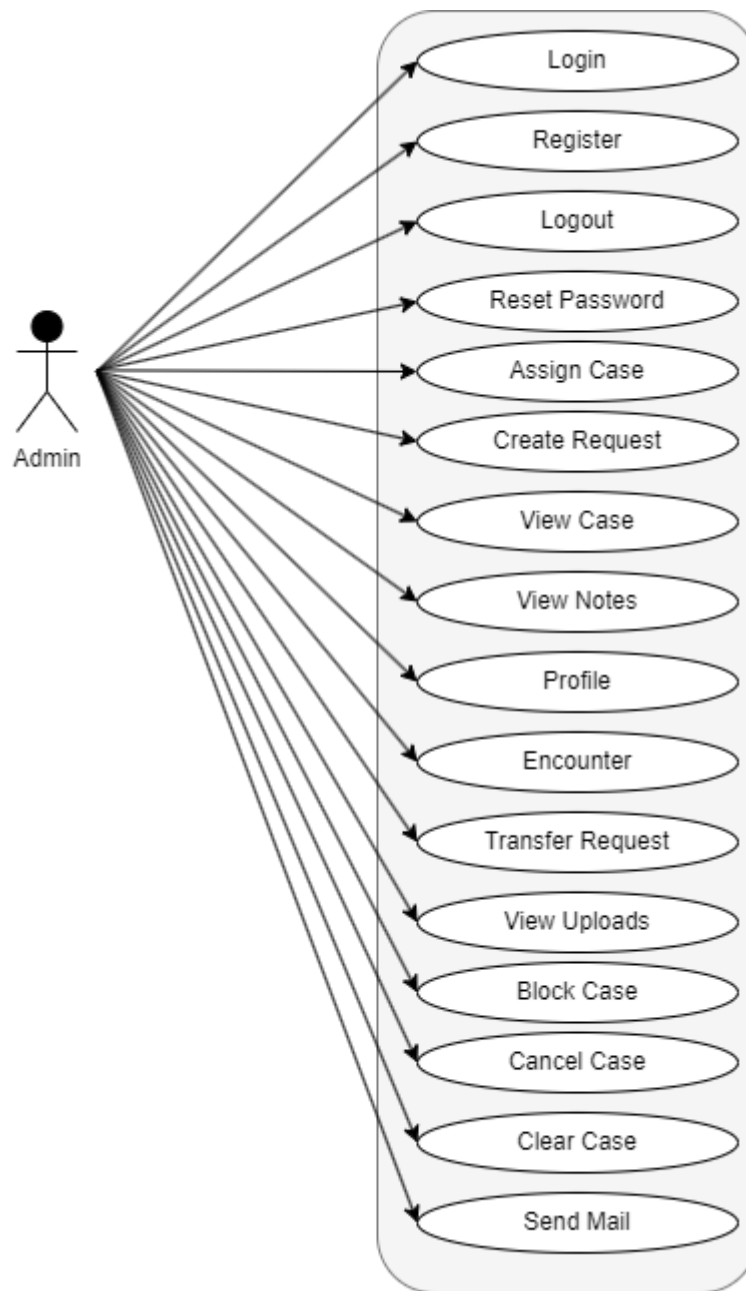 Login
Register
Logout
Reset Password
Assign Case
Admin
Create Request
View Case
View Notes
Profile
Encounter
Transfer Request
View Uploads
Block Case
Cancel Case
Clear Case
Send Mail